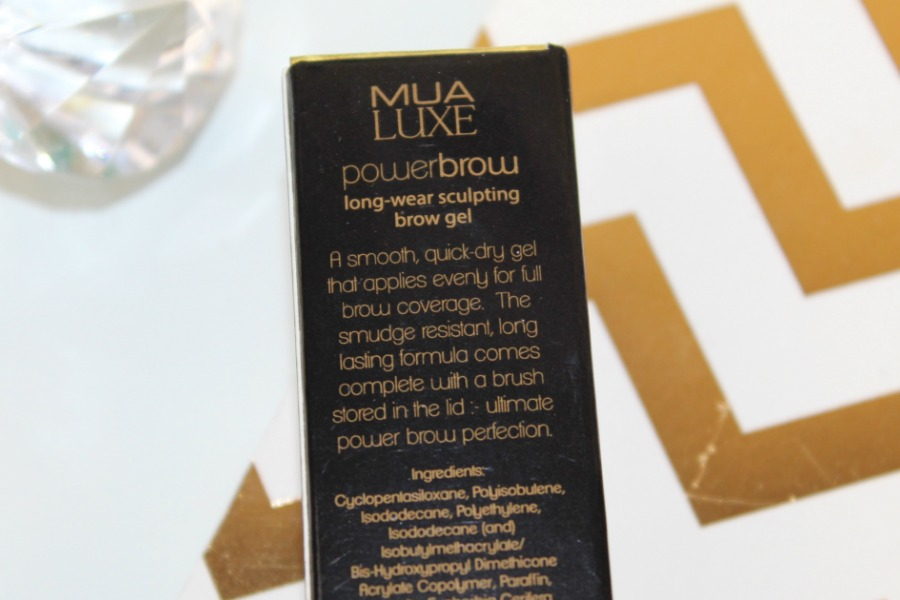 MUA
LUXE
powerbrow
long-wear sculpting
brow gel
A smooth, quick-dry gel
that applies evenly for full
brow coverage. The
smudge resistant, long
lasting formula comes
complete with a brush
stored in the lid :- ultimate
power brow perfection.
Ingredients:
Cyclopentasiloxane, Polyisobutene,
Isododecane, Polyethylene,
Isododecane (and)
Isobutylmethacrylate/
Bis-Hydroxypropyl Dimethicone
Acrylate Copolymer, Paraffin,
Euphorbia Cerifera